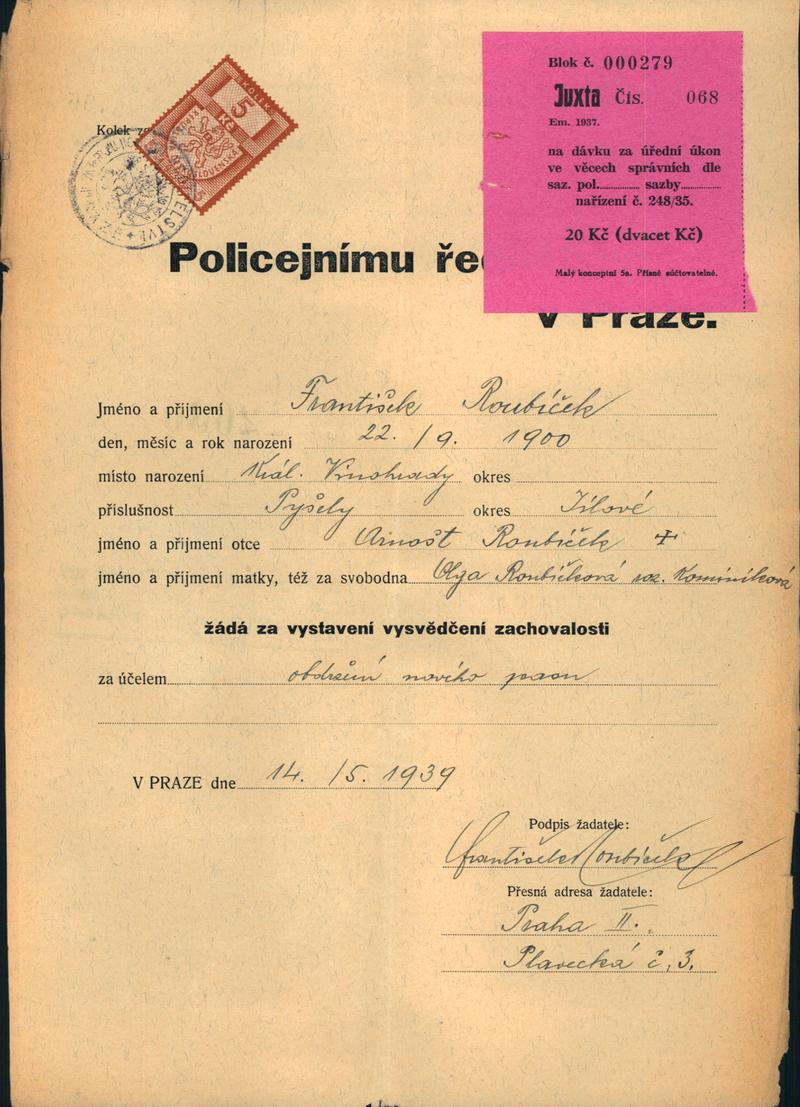 Blok č. 000279
Juxta Čís. 068
Em. 1937.
na dávku za úřední úkon
ve věcech správních dle
saz. pol. sazby
nařízení č. 248/35.
20 Kč (dvacet Kč)
Malý konceptní 5a. Přísně súčtovatelné.
Kolek
5
Kč
Policejnímu
v Praze.
Jméno a příjmení František Roubíček
den, měsíc a rok narození 22. /9. 1900
místo narození Král. Vinohrady okres
příslušnost Pyšely okres Jílové
jméno a příjmení otce Arnošt Roubíček ☩
jméno a příjmení matky, též za svobodna Olga Roubíčková roz. Kominíková
žádá za vystavení vysvědčení zachovalosti
za účelem obdržení nového pasu
V PRAZE dne 14. /5. 1939
Podpis žadatele:
František Roubíček
Přesná adresa žadatele:
Praha II.
Plavecká č. 3.